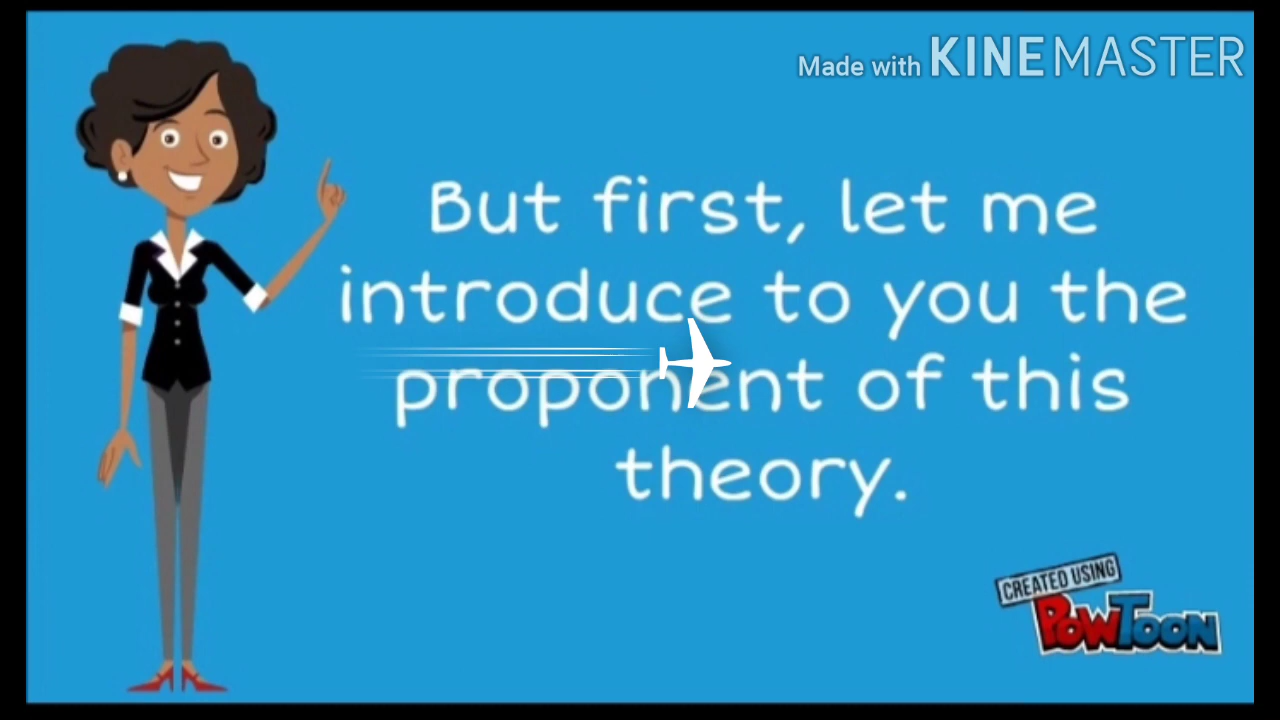 Made with KINEMASTER
But first, let me
introduce to you the
proponent of this
theory.
CREATED USING
POWTOON